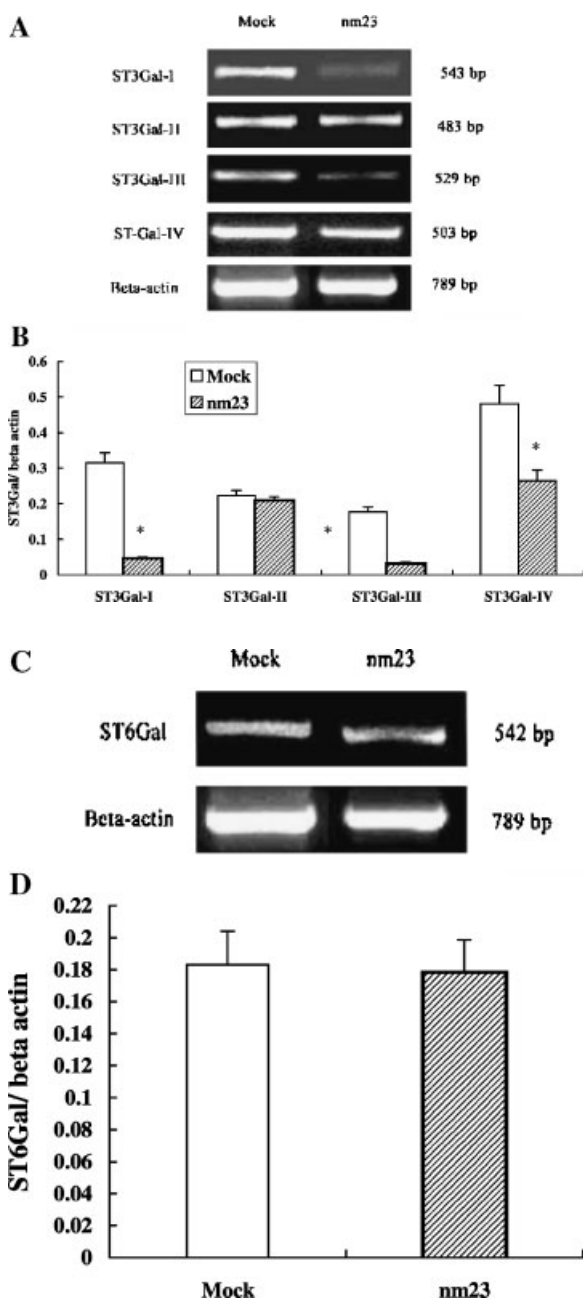 A
Mock nm23
ST3Gal-I 543 bp
ST3Gal-II 483 bp
ST3Gal-III 529 bp
ST-Gal-IV 503 bp
Beta-actin 789 bp
B
0.6
0.5
0.4
0.3
0.2
0.1
0
ST3Gal/ beta actin
Mock
nm23
*
*
*
ST3Gal-I ST3Gal-II ST3Gal-III ST3Gal-IV
C
Mock nm23
ST6Gal 542 bp
Beta-actin 789 bp
D
0.22
0.2
0.18
0.16
0.14
0.12
0.1
0.08
0.06
0.04
0.02
0
ST6Gal/ beta actin
Mock nm23